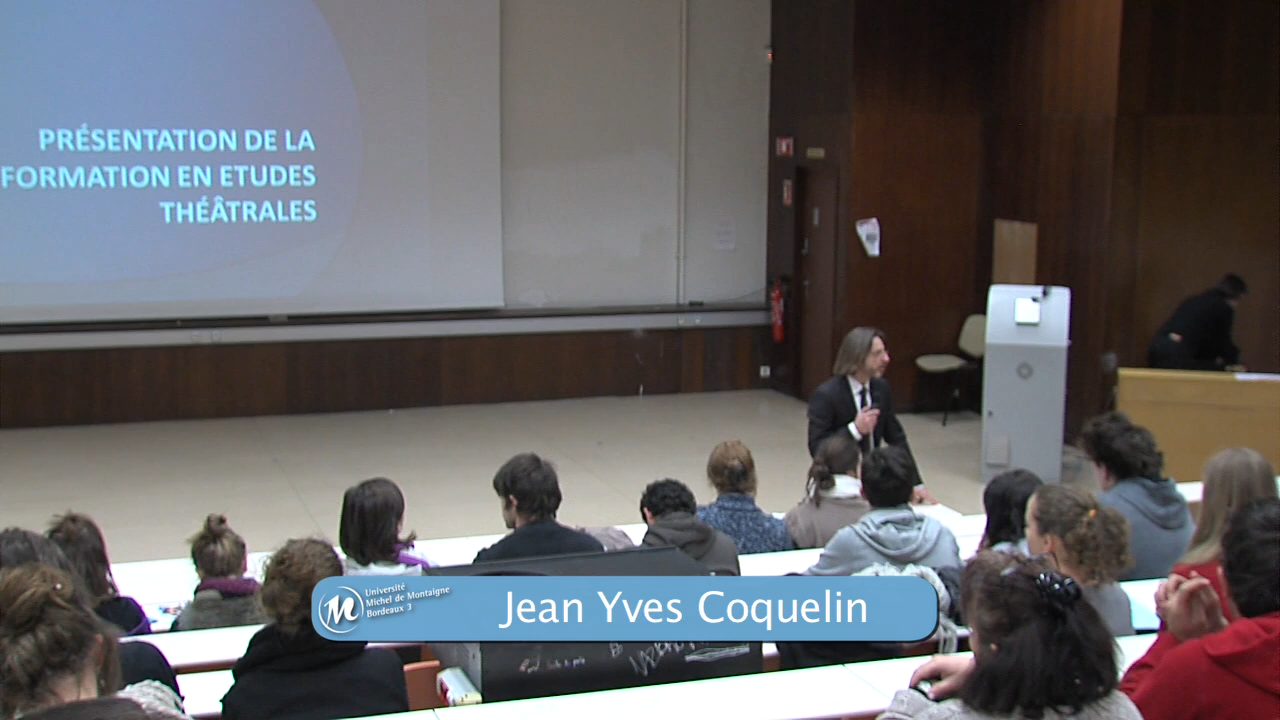 PRÉSENTATION DE LA
FORMATION EN ETUDES
THÉÂTRALES
Université
Michel de Montaigne
Bordeaux 3
Jean Yves Coquelin